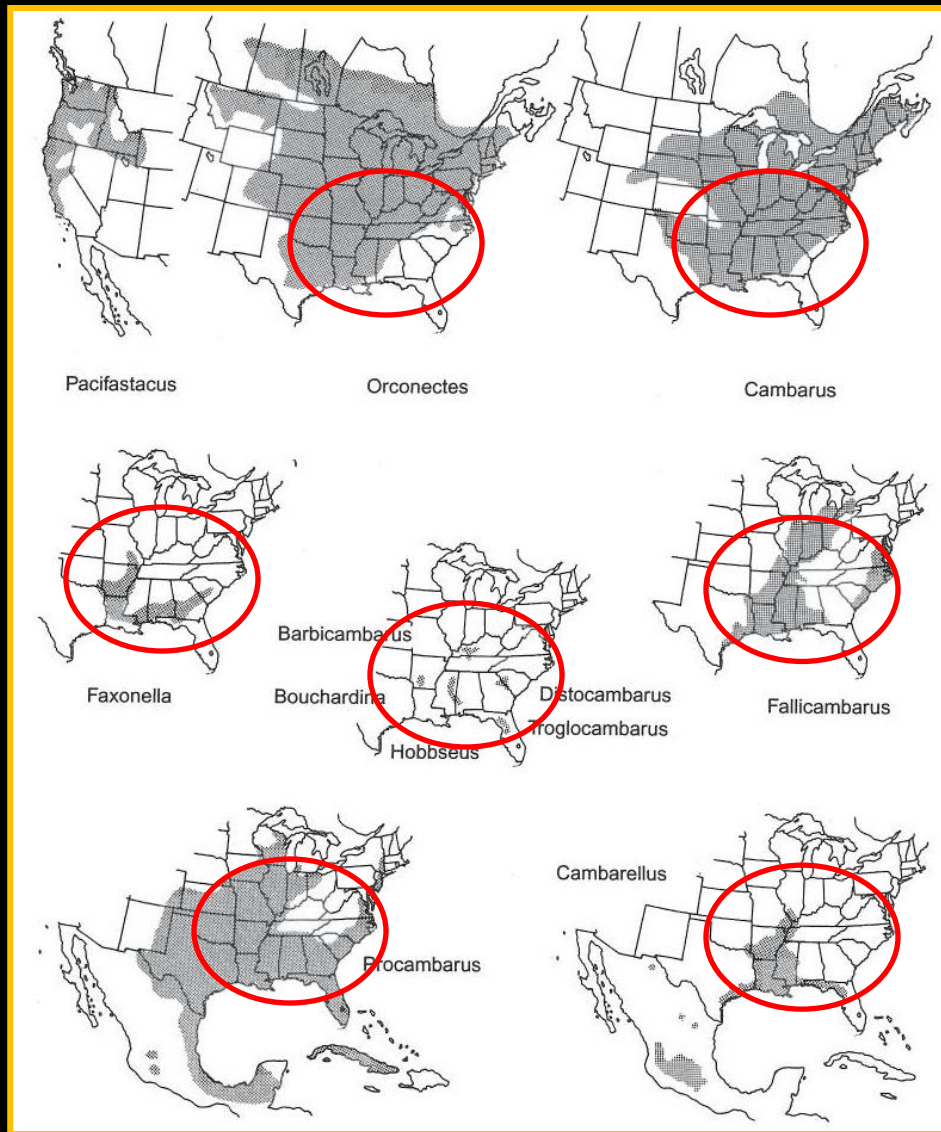 Pacifastacus
Orconectes
Cambarus
Barbicambarus
Faxonella
Bouchardina
Distocambarus
Fallicambarus
Troglocambarus
Hobbseus
Cambarellus
Procambarus